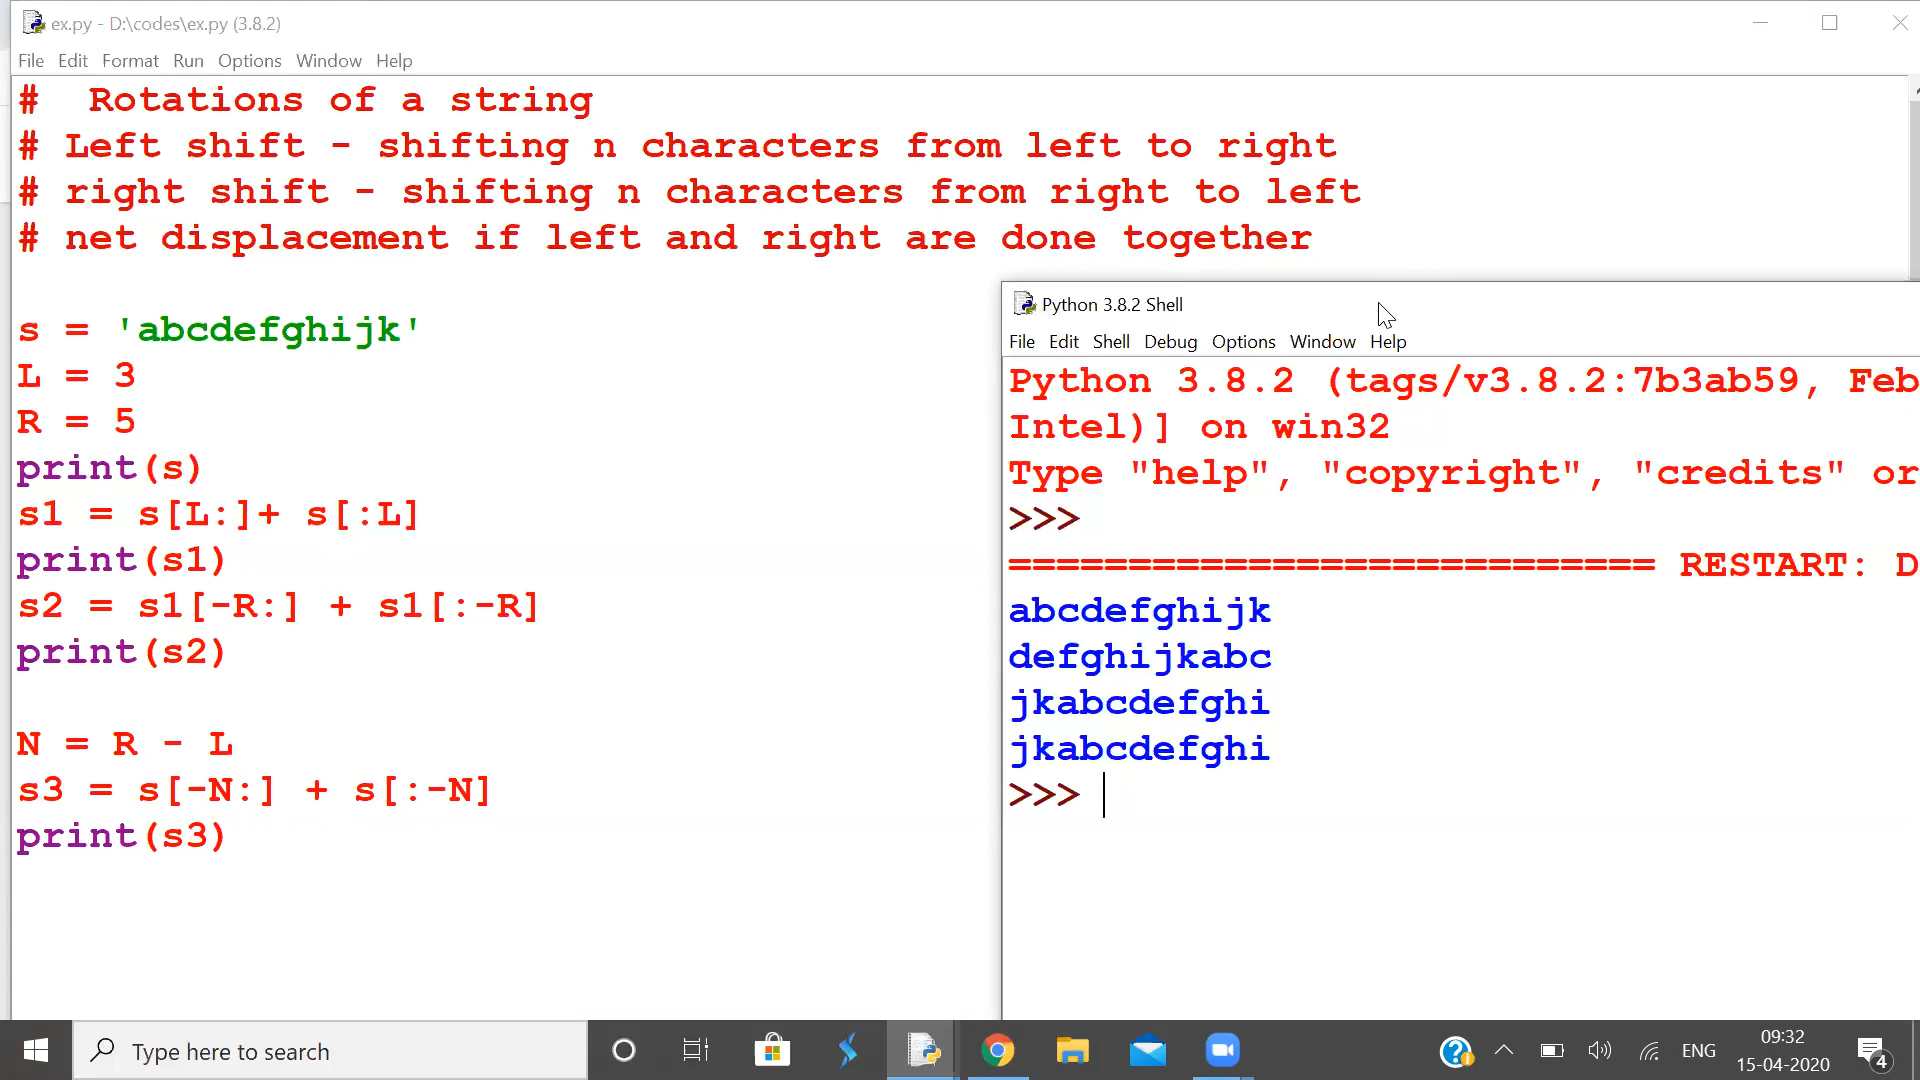 ex.py - D:\codes\ex.py (3.8.2)
File Edit Format Run Options Window Help
#  Rotations of a string
# Left shift - shifting n characters from left to right
# right shift - shifting n characters from right to left
# net displacement if left and right are done together
s = 'abcdefghijk'
L = 3
R = 5
print(s)
s1 = s[L:]+ s[:L]
print(s1)
s2 = s1[-R:] + s1[:-R]
print(s2)
N = R - L
s3 = s[-N:] + s[:-N]
print(s3)
Python 3.8.2 Shell
File Edit Shell Debug Options Window Help
Python 3.8.2 (tags/v3.8.2:7b3ab59, Feb
Intel)] on win32
Type "help", "copyright", "credits" or
>>>
=========================== RESTART: D
abcdefghijk
defghijkabc
jkabcdefghi
jkabcdefghi
>>>
Type here to search
ENG
09:32
15-04-2020
4